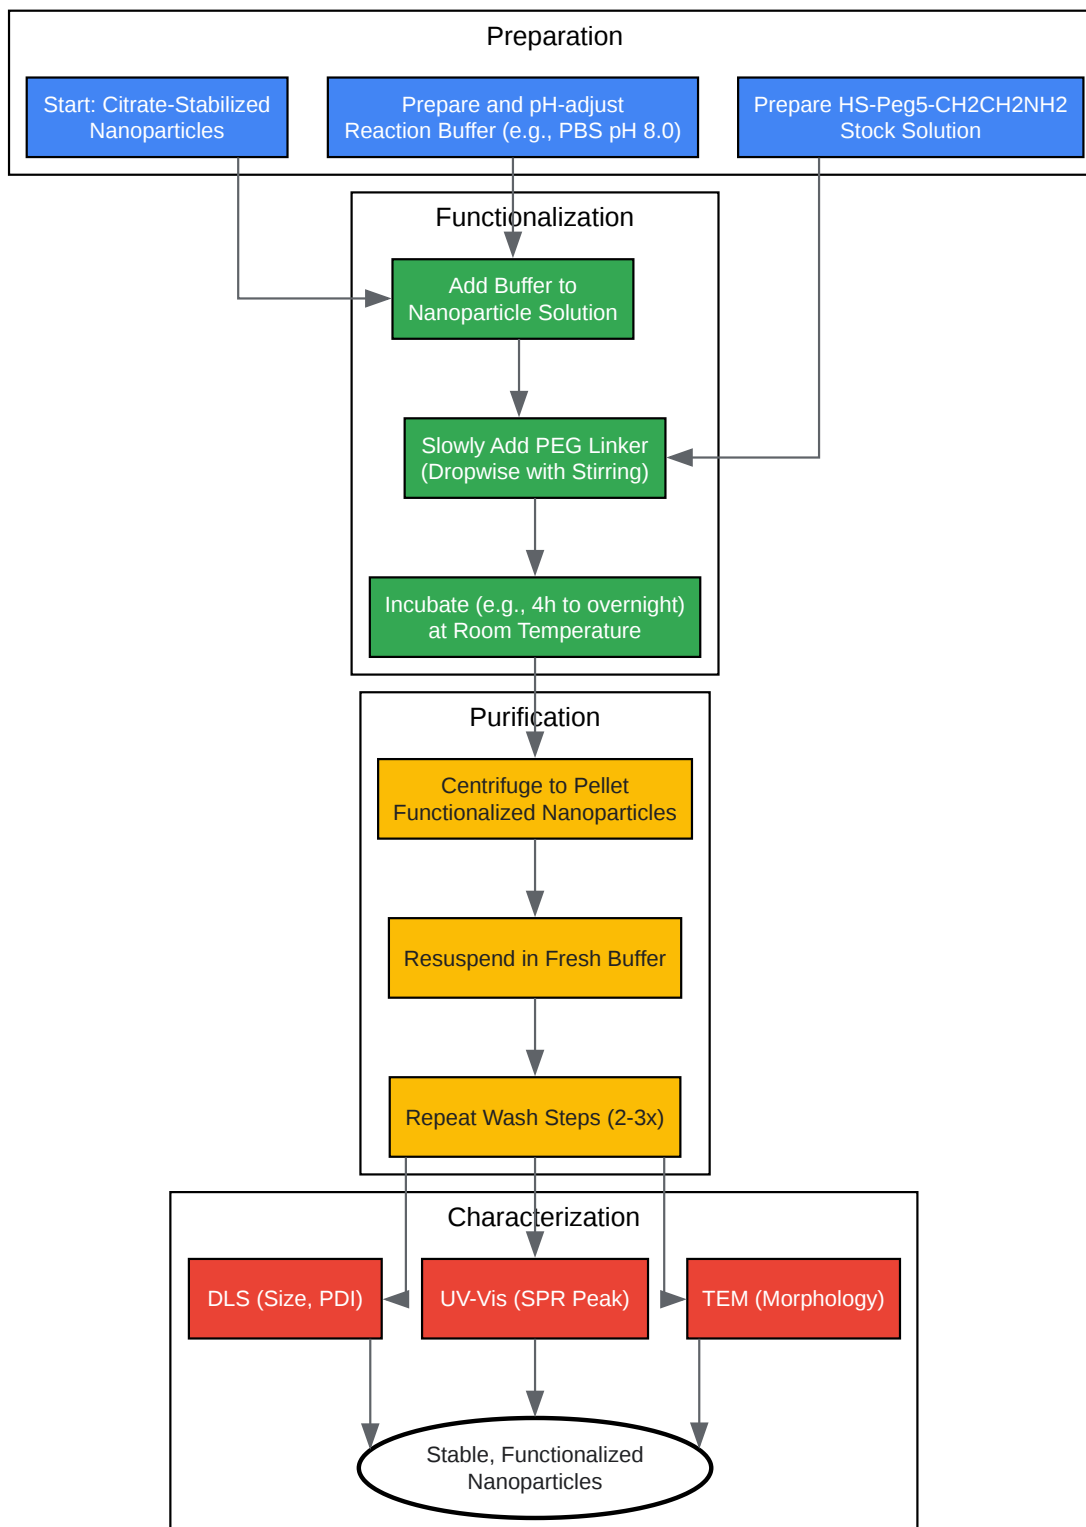 Preparation
Start: Citrate-Stabilized
Nanoparticles
Prepare and pH-adjust
Reaction Buffer (e.g., PBS pH 8.0)
Prepare HS-Peg5-CH2CH2NH2
Stock Solution
Functionalization
Add Buffer to
Nanoparticle Solution
Slowly Add PEG Linker
(Dropwise with Stirring)
Incubate (e.g., 4h to overnight)
at Room Temperature
Purification
Centrifuge to Pellet
Functionalized Nanoparticles
Resuspend in Fresh Buffer
Repeat Wash Steps (2-3x)
Characterization
DLS (Size, PDI)
UV-Vis (SPR Peak)
TEM (Morphology)
Stable, Functionalized
Nanoparticles